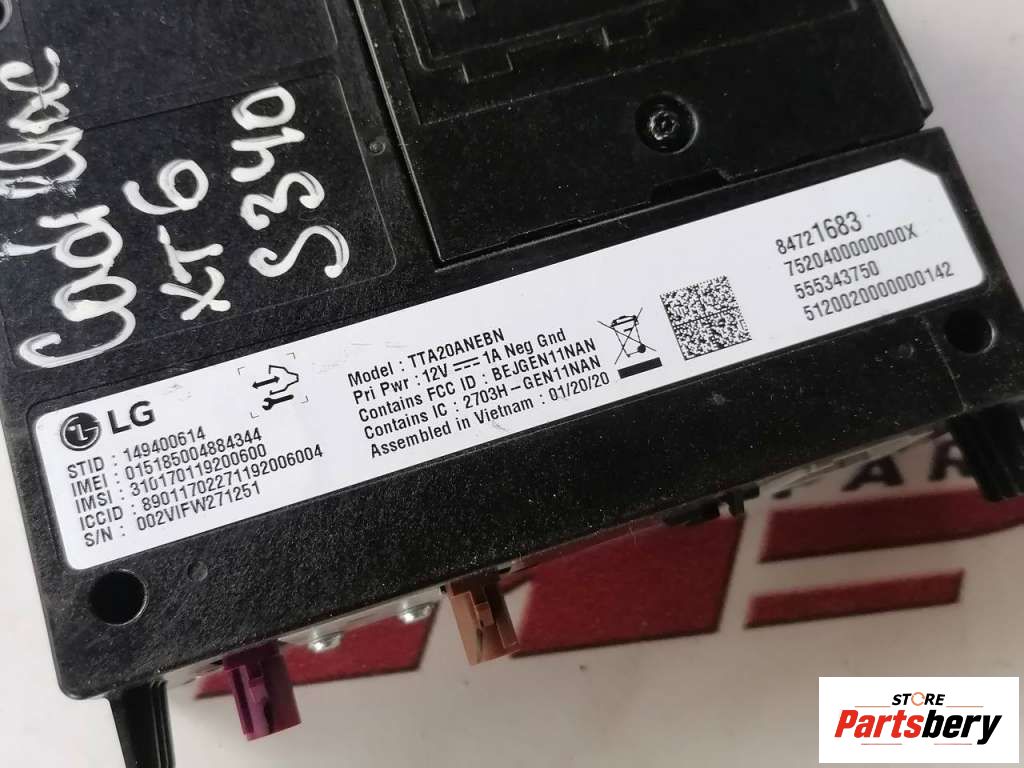 Cadillac
XT6
S340
LG
STID : 149400614
IMEI : 015185004884344
IMSI : 310170119200600
ICCID : 89011702271192006004
S/N : 002VIFW271251
Model : TTA20ANEBN
Pri Pwr : 12V 1A Neg Gnd
Contains FCC ID : BEJGEN11NAN
Contains IC : 2703H-GEN11NAN
Assembled in Vietnam : 01/20/20
84721683
7520400000000X
555343750
5120020000000142
PAR
STORE
Partsbery